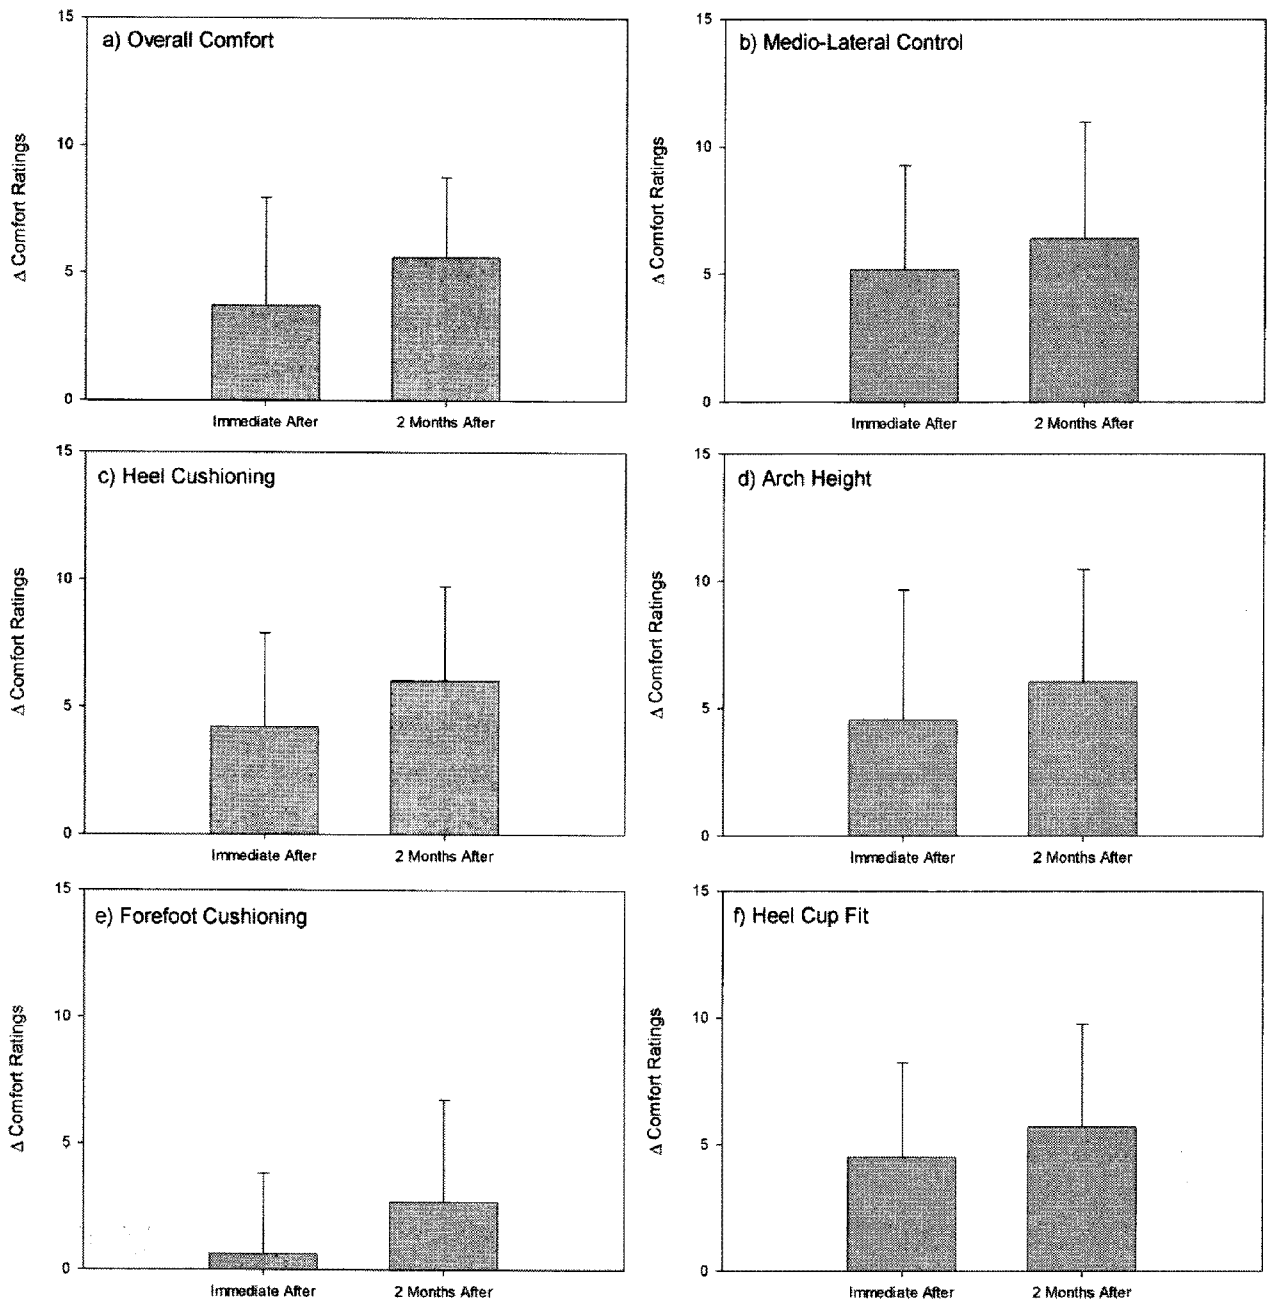 a) Overall Comfort
15
10
5
0
Δ Comfort Ratings
Immediate After 2 Months After
b) Medio-Lateral Control
15
10
5
0
Δ Comfort Ratings
Immediate After 2 Months After
c) Heel Cushioning
15
10
5
0
Δ Comfort Ratings
Immediate After 2 Months After
d) Arch Height
15
10
5
0
Δ Comfort Ratings
Immediate After 2 Months After
e) Forefoot Cushioning
15
10
5
0
Δ Comfort Ratings
Immediate After 2 Months After
f) Heel Cup Fit
15
10
5
0
Δ Comfort Ratings
Immediate After 2 Months After